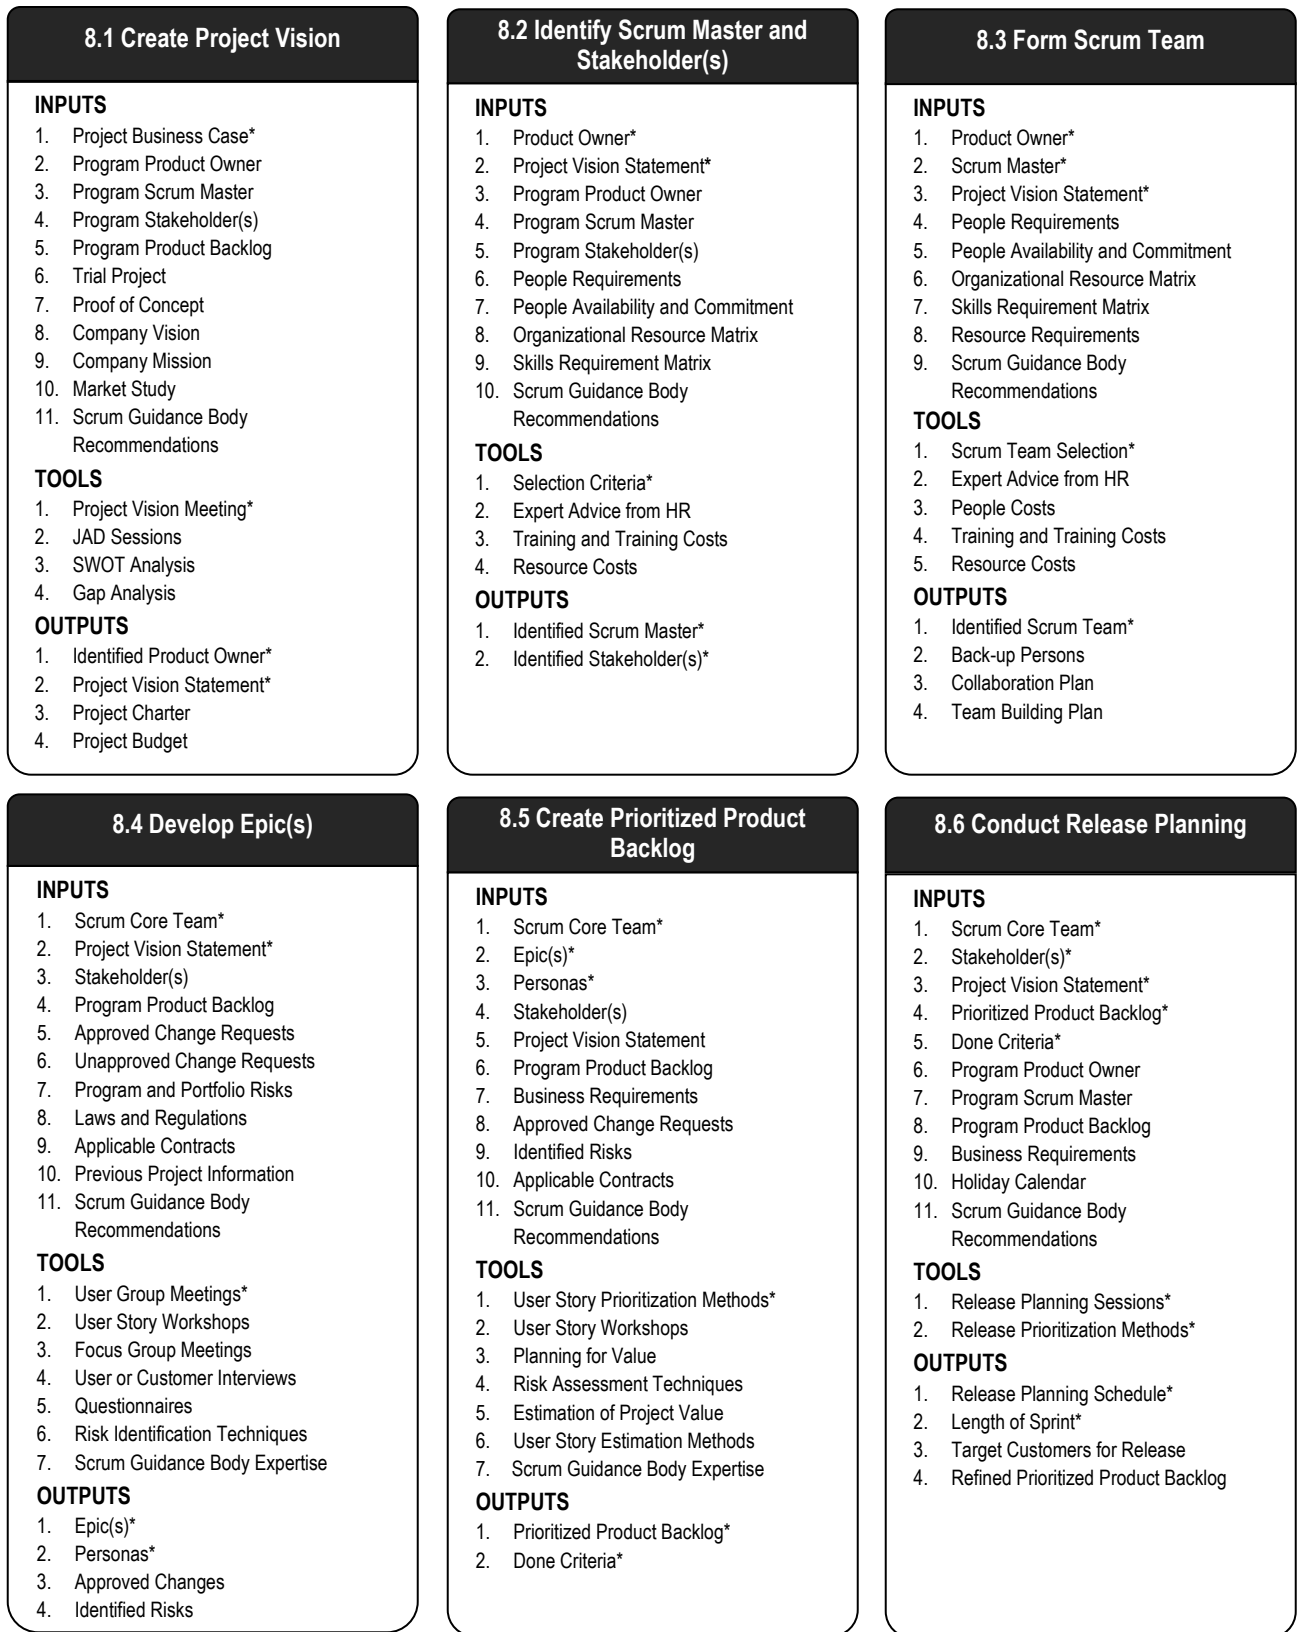 8.1 Create Project Vision
INPUTS
1. Project Business Case*
2. Program Product Owner
3. Program Scrum Master
4. Program Stakeholder(s)
5. Program Product Backlog
6. Trial Project
7. Proof of Concept
8. Company Vision
9. Company Mission
10. Market Study
11. Scrum Guidance Body
Recommendations
TOOLS
1. Project Vision Meeting*
2. JAD Sessions
3. SWOT Analysis
4. Gap Analysis
OUTPUTS
1. Identified Product Owner*
2. Project Vision Statement*
3. Project Charter
4. Project Budget
8.2 Identify Scrum Master and
Stakeholder(s)
INPUTS
1. Product Owner*
2. Project Vision Statement*
3. Program Product Owner
4. Program Scrum Master
5. Program Stakeholder(s)
6. People Requirements
7. People Availability and Commitment
8. Organizational Resource Matrix
9. Skills Requirement Matrix
10. Scrum Guidance Body
Recommendations
TOOLS
1. Selection Criteria*
2. Expert Advice from HR
3. Training and Training Costs
4. Resource Costs
OUTPUTS
1. Identified Scrum Master*
2. Identified Stakeholder(s)*
8.3 Form Scrum Team
INPUTS
1. Product Owner*
2. Scrum Master*
3. Project Vision Statement*
4. People Requirements
5. People Availability and Commitment
6. Organizational Resource Matrix
7. Skills Requirement Matrix
8. Resource Requirements
9. Scrum Guidance Body
Recommendations
TOOLS
1. Scrum Team Selection*
2. Expert Advice from HR
3. People Costs
4. Training and Training Costs
5. Resource Costs
OUTPUTS
1. Identified Scrum Team*
2. Back-up Persons
3. Collaboration Plan
4. Team Building Plan
8.4 Develop Epic(s)
INPUTS
1. Scrum Core Team*
2. Project Vision Statement*
3. Stakeholder(s)
4. Program Product Backlog
5. Approved Change Requests
6. Unapproved Change Requests
7. Program and Portfolio Risks
8. Laws and Regulations
9. Applicable Contracts
10. Previous Project Information
11. Scrum Guidance Body
Recommendations
TOOLS
1. User Group Meetings*
2. User Story Workshops
3. Focus Group Meetings
4. User or Customer Interviews
5. Questionnaires
6. Risk Identification Techniques
7. Scrum Guidance Body Expertise
OUTPUTS
1. Epic(s)*
2. Personas*
3. Approved Changes
4. Identified Risks
8.5 Create Prioritized Product
Backlog
INPUTS
1. Scrum Core Team*
2. Epic(s)*
3. Personas*
4. Stakeholder(s)
5. Project Vision Statement
6. Program Product Backlog
7. Business Requirements
8. Approved Change Requests
9. Identified Risks
10. Applicable Contracts
11. Scrum Guidance Body
Recommendations
TOOLS
1. User Story Prioritization Methods*
2. User Story Workshops
3. Planning for Value
4. Risk Assessment Techniques
5. Estimation of Project Value
6. User Story Estimation Methods
7. Scrum Guidance Body Expertise
OUTPUTS
1. Prioritized Product Backlog*
2. Done Criteria*
8.6 Conduct Release Planning
INPUTS
1. Scrum Core Team*
2. Stakeholder(s)*
3. Project Vision Statement*
4. Prioritized Product Backlog*
5. Done Criteria*
6. Program Product Owner
7. Program Scrum Master
8. Program Product Backlog
9. Business Requirements
10. Holiday Calendar
11. Scrum Guidance Body
Recommendations
TOOLS
1. Release Planning Sessions*
2. Release Prioritization Methods*
OUTPUTS
1. Release Planning Schedule*
2. Length of Sprint*
3. Target Customers for Release
4. Refined Prioritized Product Backlog